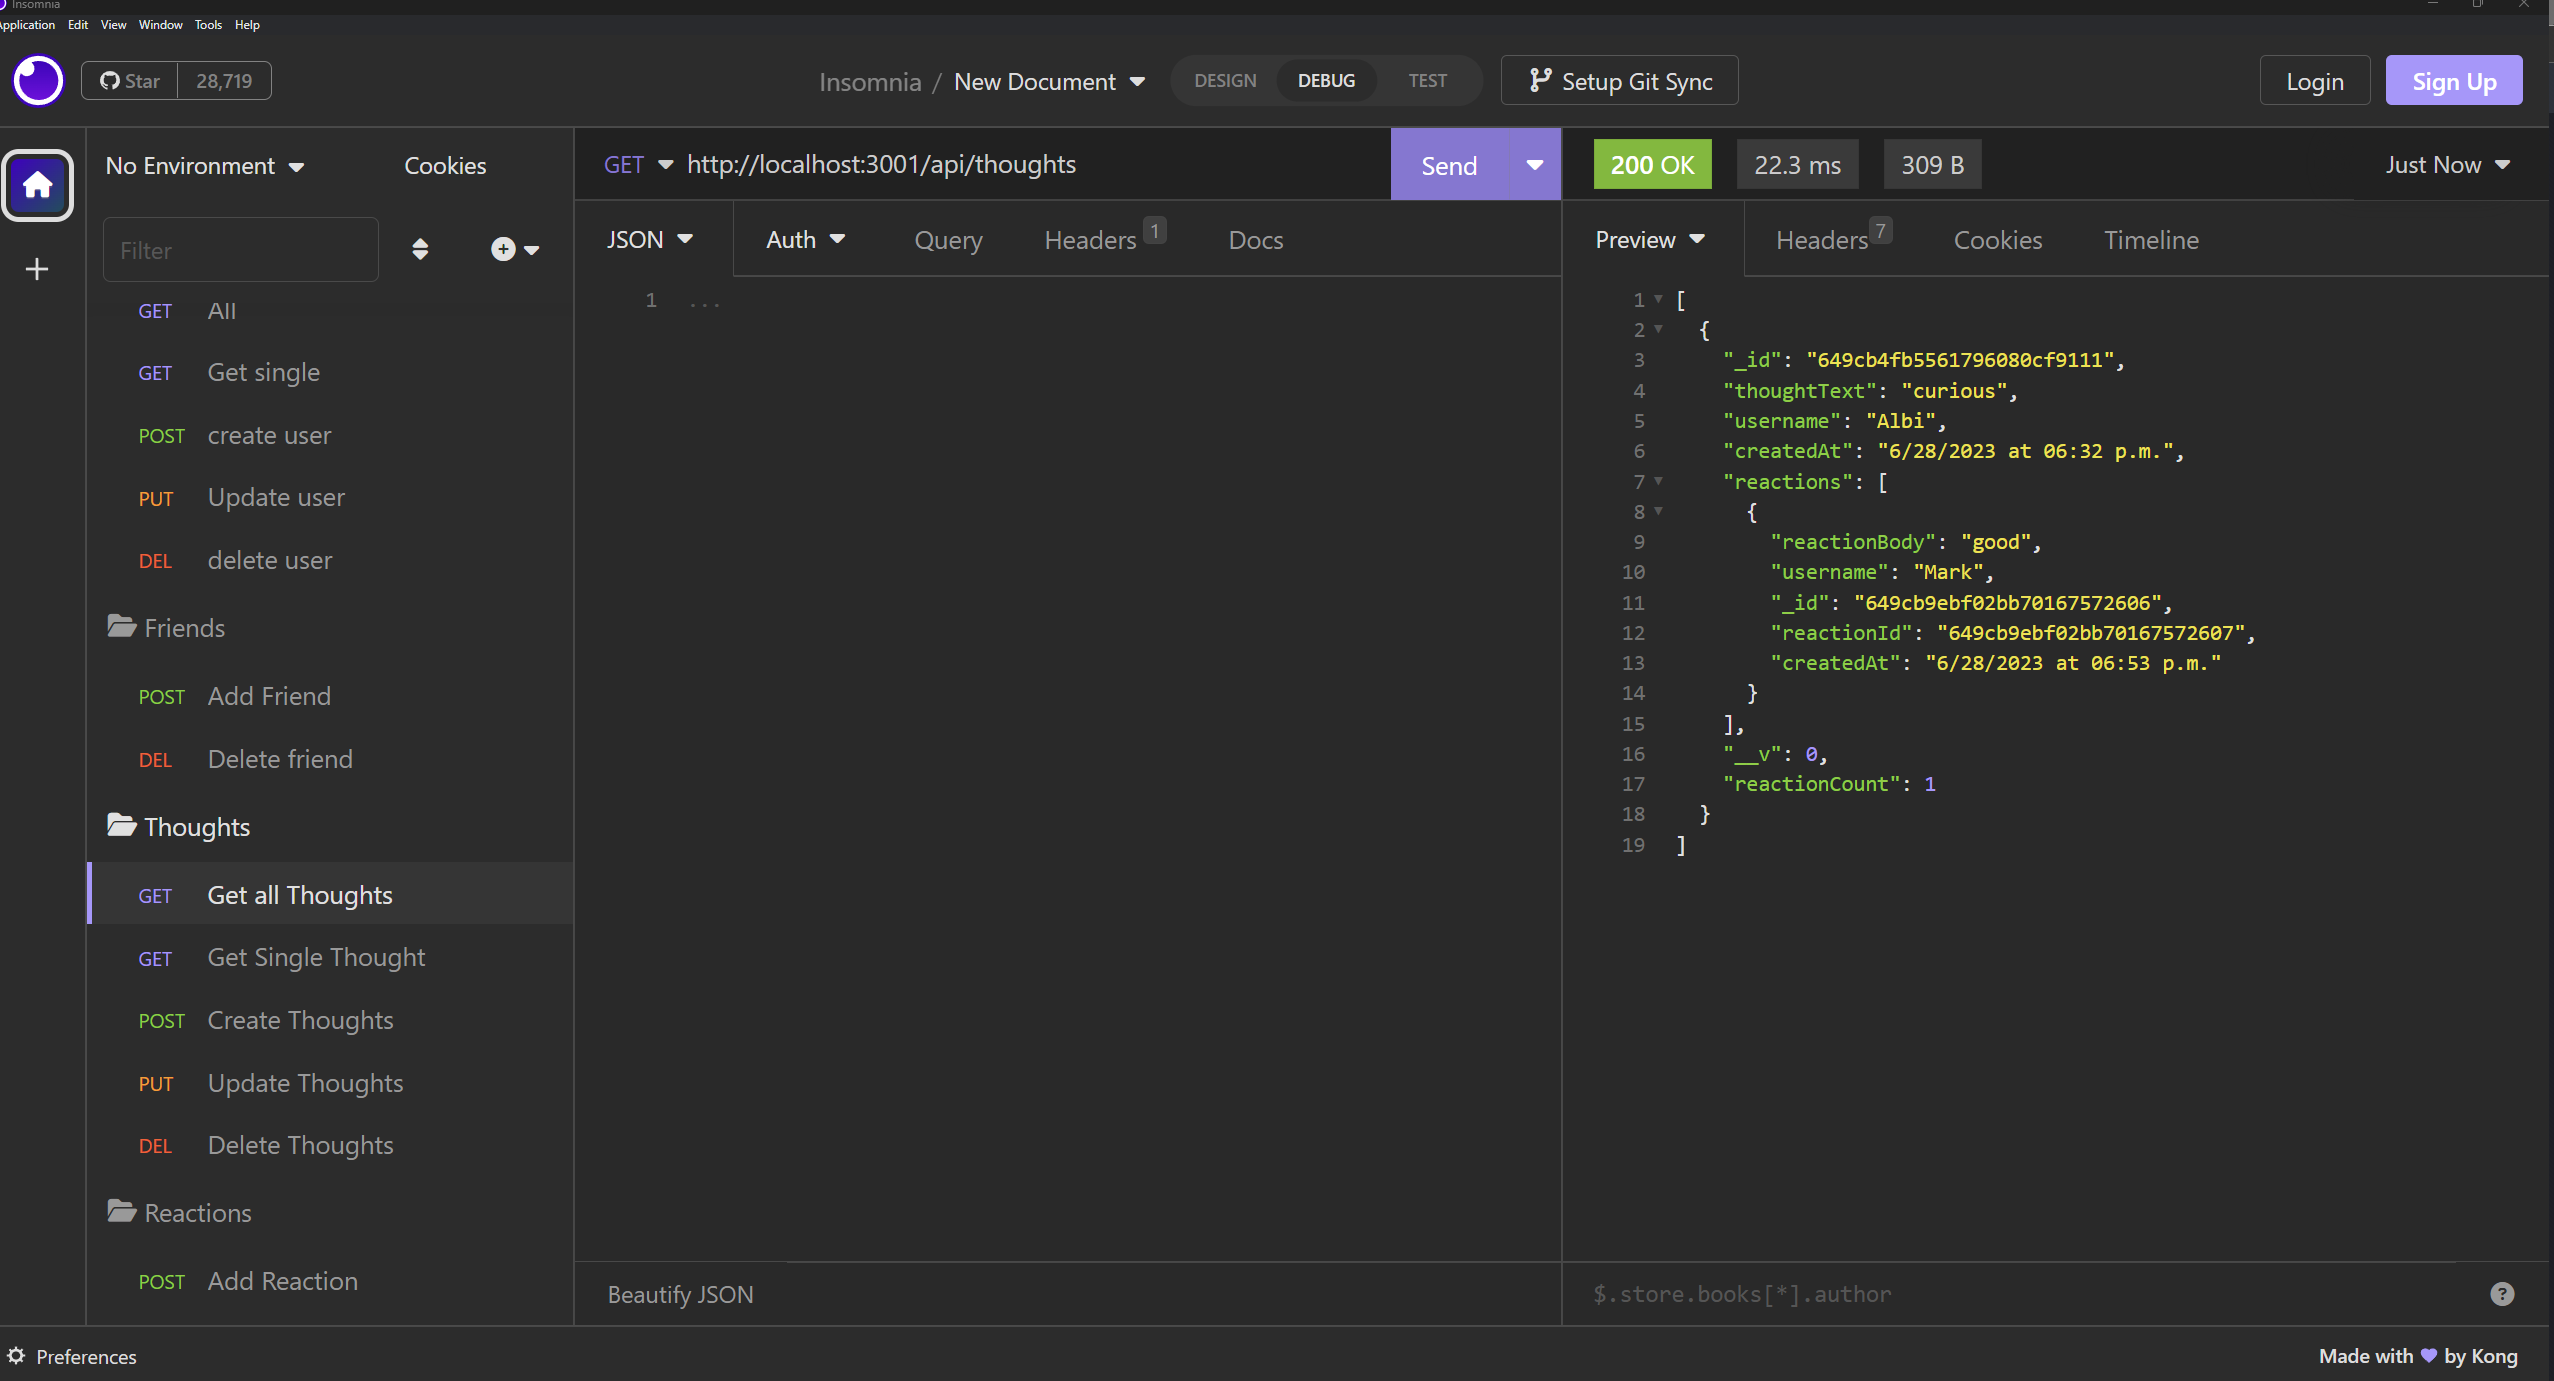 Insomnia
Application Edit View Window Tools Help
Star 28,719
Insomnia / New Document
DESIGN DEBUG TEST
Setup Git Sync
Login
Sign Up
No Environment
Cookies
Filter
GET All
GET Get single
POST create user
PUT Update user
DEL delete user
Friends
POST Add Friend
DEL Delete friend
Thoughts
GET Get all Thoughts
GET Get Single Thought
POST Create Thoughts
PUT Update Thoughts
DEL Delete Thoughts
Reactions
POST Add Reaction
GET http://localhost:3001/api/thoughts
Send
JSON Auth Query Headers 1 Docs
1 ...
Beautify JSON
200 OK 22.3 ms 309 B
Just Now
Preview Headers 7 Cookies Timeline
1 [
2 {
3 "_id": "649cb4fb5561796080cf9111",
4 "thoughtText": "curious",
5 "username": "Albi",
6 "createdAt": "6/28/2023 at 06:32 p.m.",
7 "reactions": [
8 {
9 "reactionBody": "good",
10 "username": "Mark",
11 "_id": "649cb9ebf02bb70167572606",
12 "reactionId": "649cb9ebf02bb70167572607",
13 "createdAt": "6/28/2023 at 06:53 p.m."
14 }
15 ],
16 "__v": 0,
17 "reactionCount": 1
18 }
19 ]
$.store.books[*].author
?
Preferences
Made with by Kong